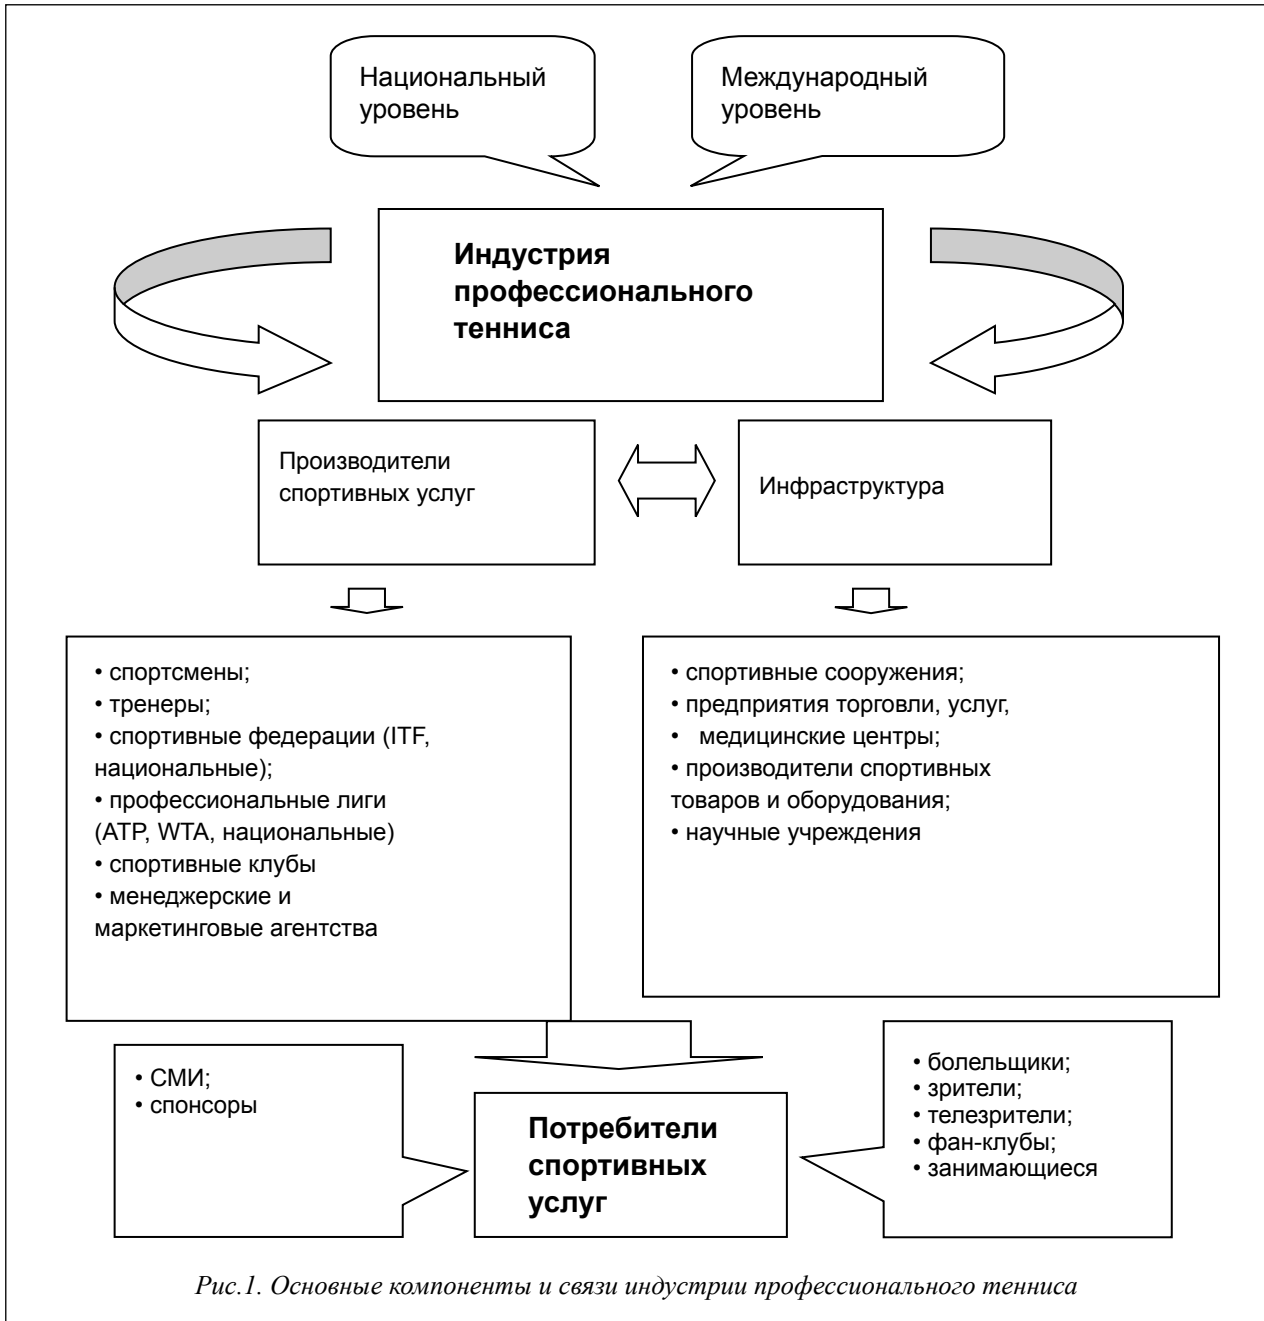 Национальный
уровень
Международный
уровень
Индустрия
профессионального
тенниса
Производители
спортивных услуг
Инфраструктура
• спортсмены;
• тренеры;
• спортивные федерации (ITF,
национальные);
• профессиональные лиги
(ATP, WTA, национальные)
• спортивные клубы
• менеджерские и
маркетинговые агентства
• спортивные сооружения;
• предприятия торговли, услуг,
• медицинские центры;
• производители спортивных
товаров и оборудования;
• научные учреждения
• СМИ;
• спонсоры
Потребители
спортивных
услуг
• болельщики;
• зрители;
• телезрители;
• фан-клубы;
• занимающиеся
Рис.1. Основные компоненты и связи индустрии профессионального тенниса